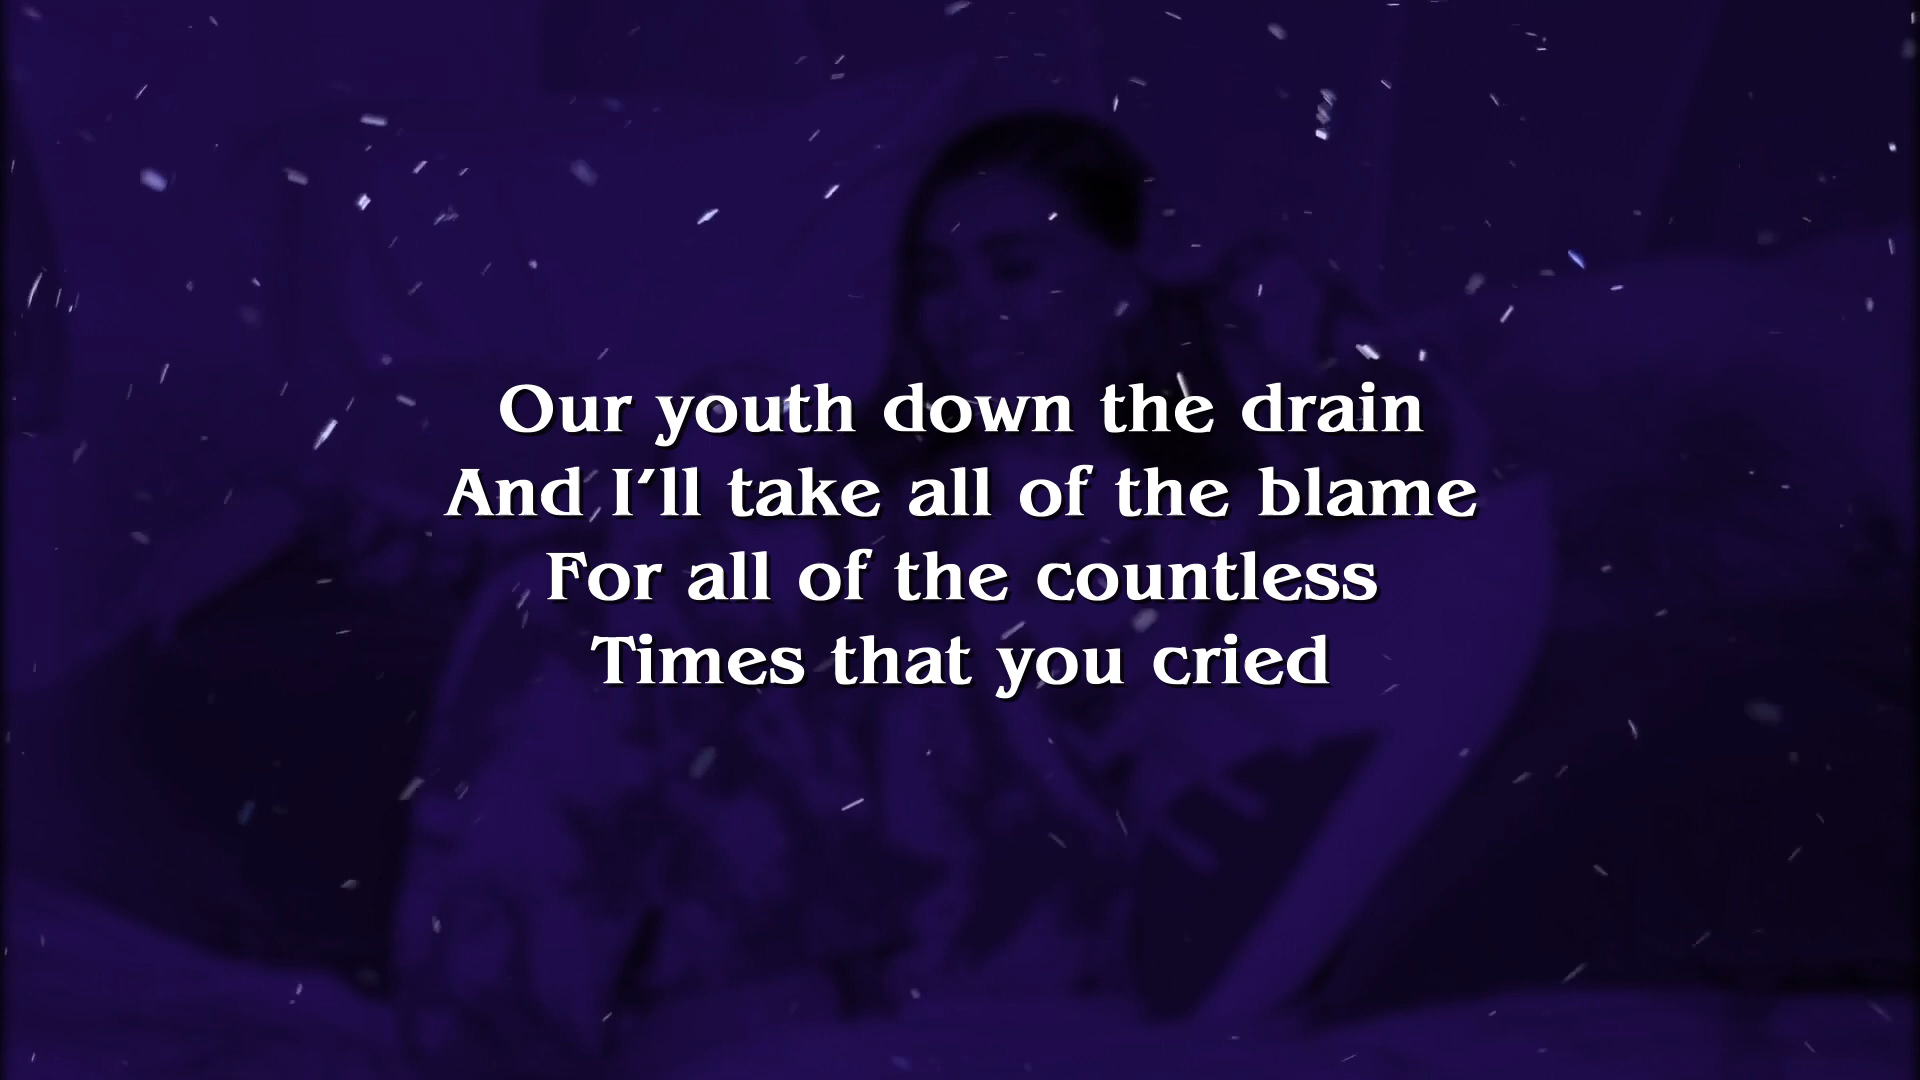 Our youth down the drain
And I'll take all of the blame
For all of the countless
Times that you cried